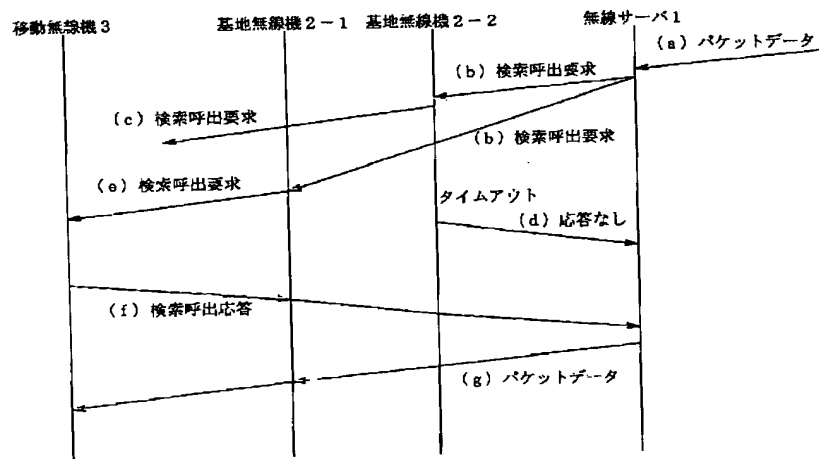 移動無線機3
基地無線機2-1
基地無線機2-2
無線サーバ1
(a) パケットデータ
(b) 検索呼出要求
(c) 検索呼出要求
(b) 検索呼出要求
(e) 検索呼出要求
タイムアウト
(d) 応答なし
(f) 検索呼出応答
(g) パケットデータ